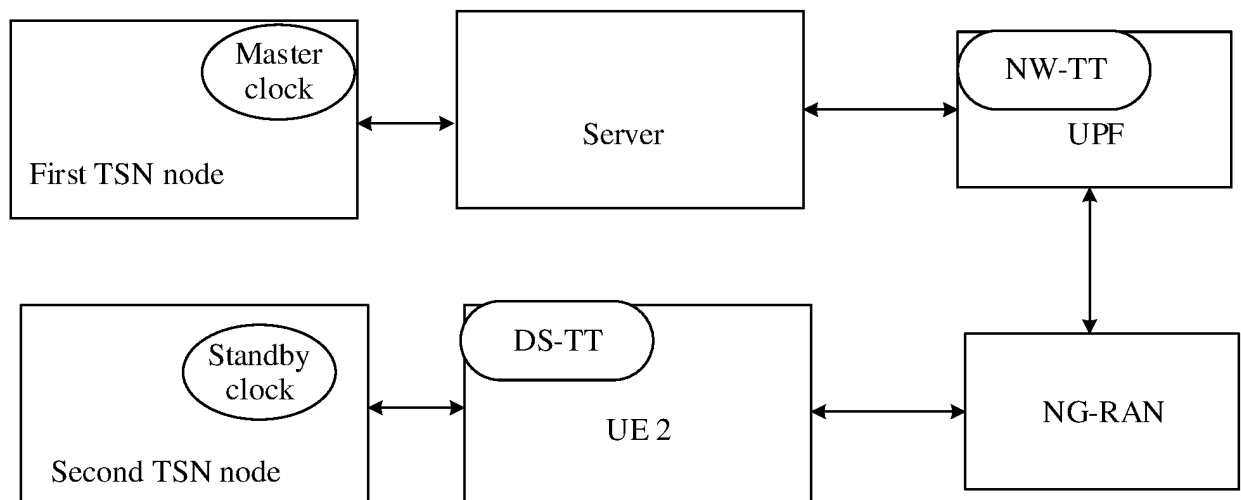 Master
clock
First TSN node
Server
NW-TT
UPF
Standby
clock
Second TSN node
DS-TT
UE 2
NG-RAN